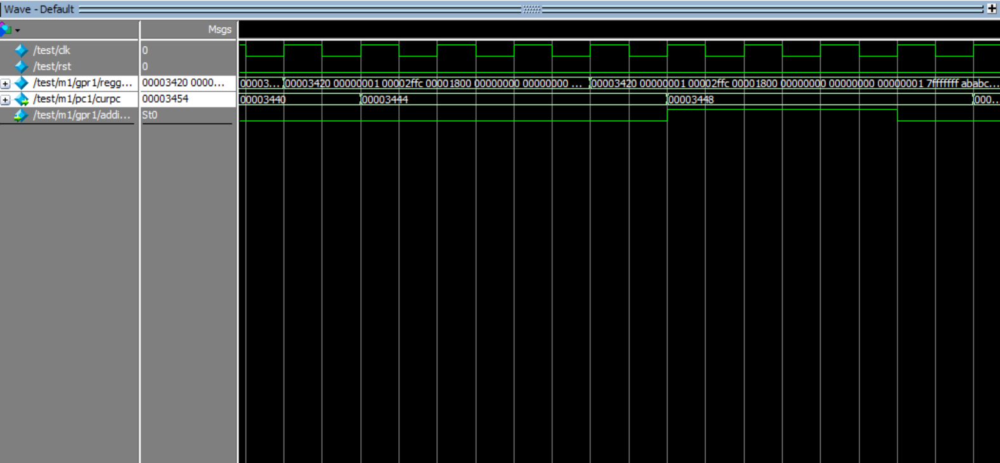 Wave - Default
Msgs
/test/clk 0
/test/rst 0
/test/m1/gpr1/regg... 00003420 0000... 00003... 00003420 00000001 00002ffc 00001800 00000000 00000000 ... 00003420 00000001 00002ffc 00001800 00000000 00000000 00000001 7fffffff ababc...
/test/m1/pc1/curpc 00003454 00003440 00003444 00003448 000...
/test/m1/gpr1/addi... St0